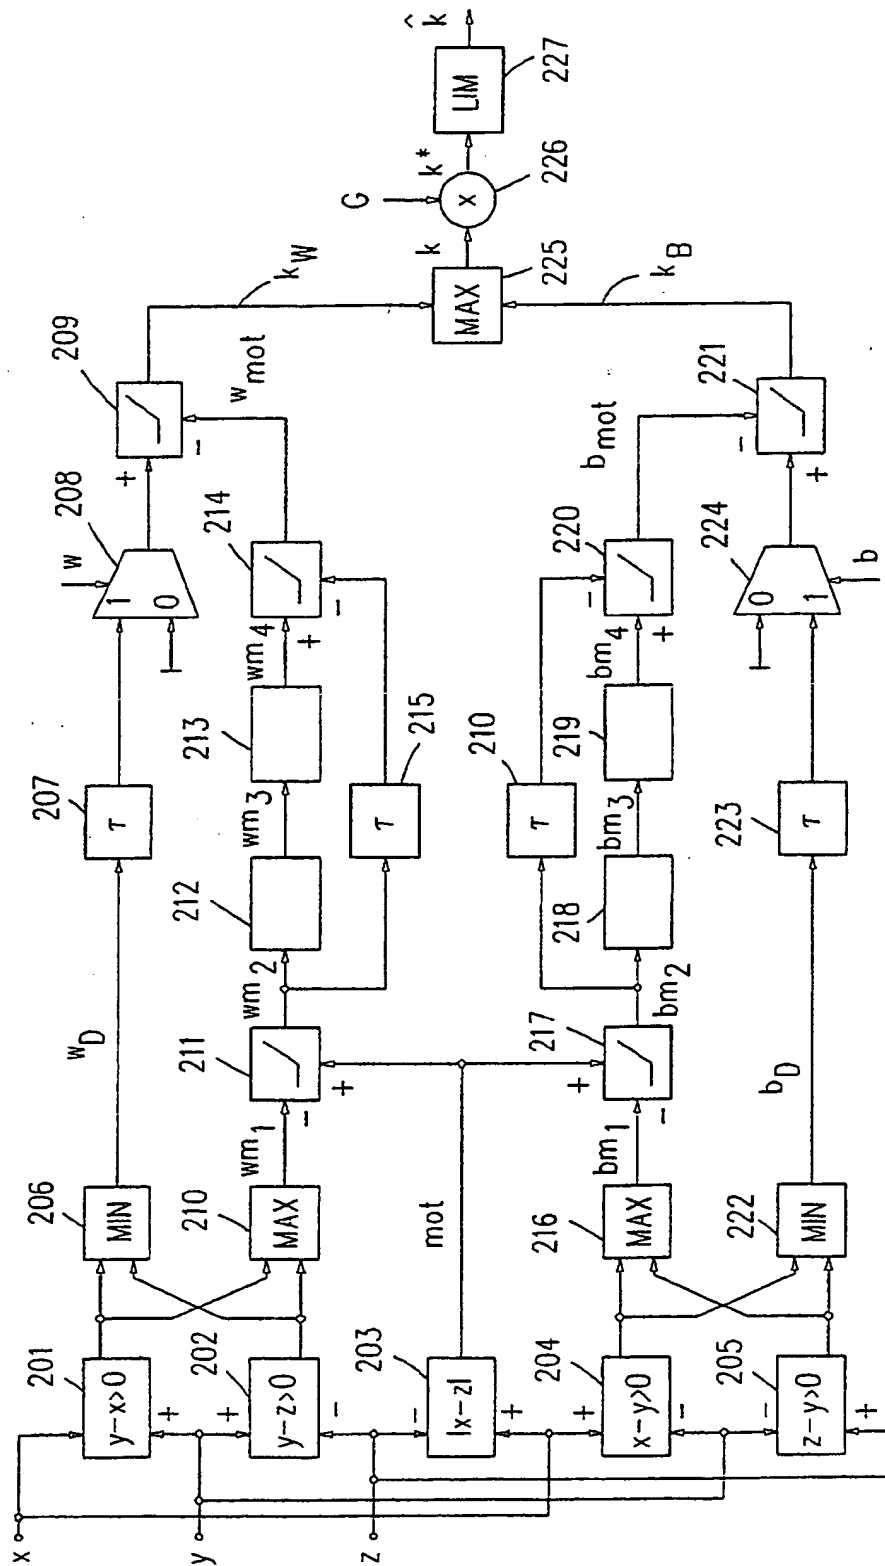 x
y
z
201
y-x>0
+
202
y-z>0
+
-
203
|x-z|
-
+
204
x-y>0
+
-
205
z-y>0
-
+
206
MIN
210
MAX
mot
216
MAX
222
MIN
w_D
wm_1
211
-
+
wm_2
217
+
-
bm_1
bm_2
b_D
207
τ
212
wm_3
213
wm_4
215
τ
210
τ
218
bm_3
219
bm_4
223
τ
w
208
1
0
214
+
-
w_mot
220
-
+
b_mot
224
0
1
b
209
+
-
k_W
221
-
+
k_B
225
MAX
k
G
226
x
k*
227
LIM
k̂